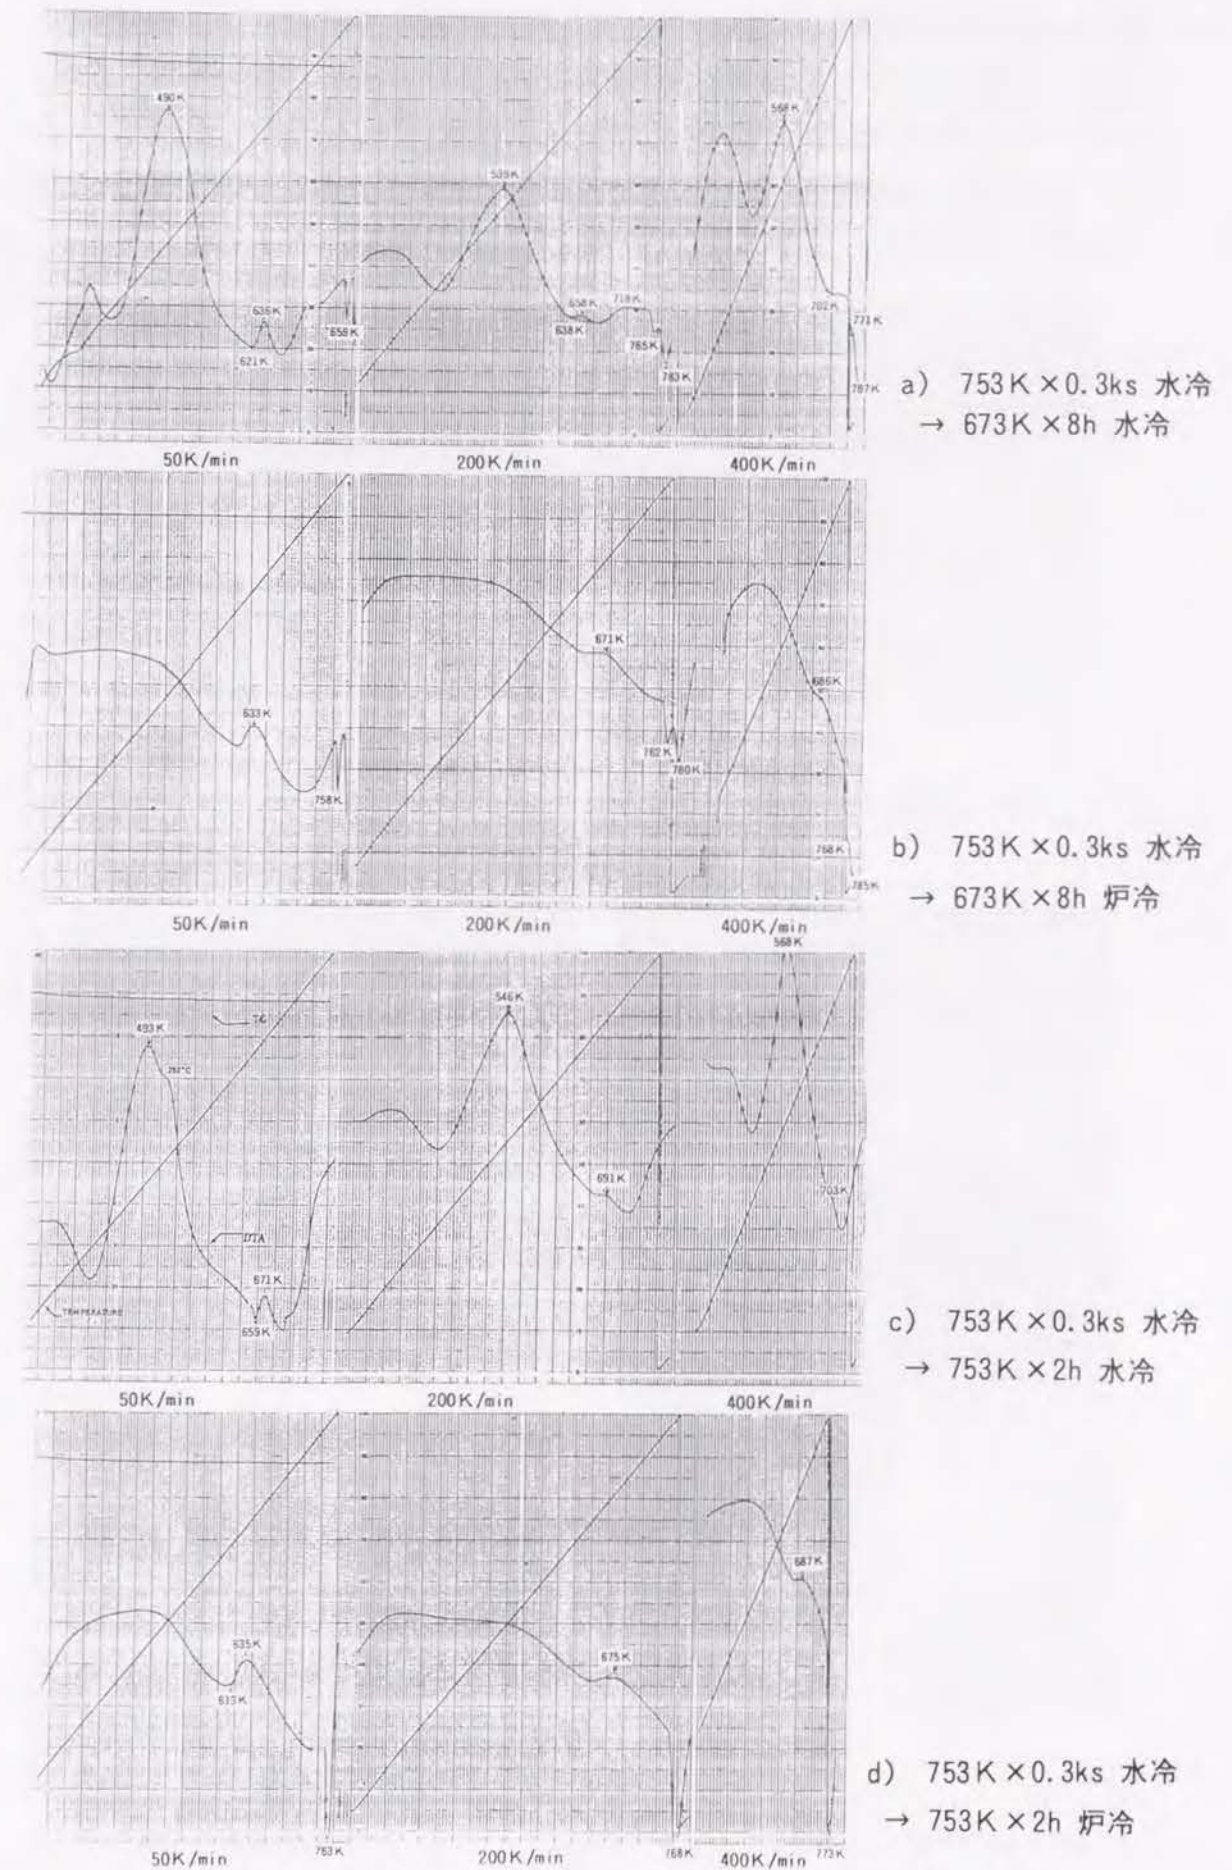 490K
636K
621K
659K
50K/min
539K
658K
718K
638K
765K
783K
200K/min
568K
702K
771K
787K
400K/min
a) 753K×0.3ks 水冷
→ 673K×8h 水冷
633K
758K
50K/min
671K
762K
780K
200K/min
686K
768K
785K
400K/min
b) 753K×0.3ks 水冷
→ 673K×8h 炉冷
TG
493K
DTA
671K
659K
TEMPERATURE
50K/min
546K
691K
200K/min
568K
703K
400K/min
c) 753K×0.3ks 水冷
→ 753K×2h 水冷
635K
613K
763K
50K/min
675K
768K
200K/min
687K
773K
400K/min
d) 753K×0.3ks 水冷
→ 753K×2h 炉冷